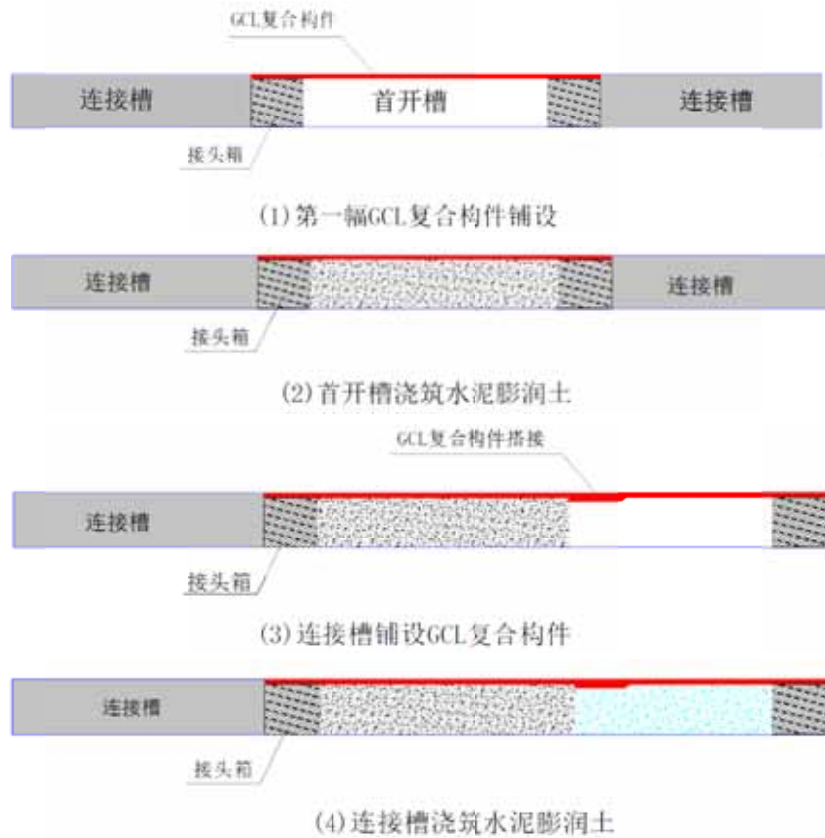 GCL复合构件
连接槽 首开槽 连接槽
接头箱
(1)第一幅GCL复合构件铺设
连接槽 连接槽
接头箱
(2)首开槽浇筑水泥膨润土
GCL复合构件搭接
连接槽
接头箱
(3)连接槽铺设GCL复合构件
连接槽
接头箱
(4)连接槽浇筑水泥膨润土